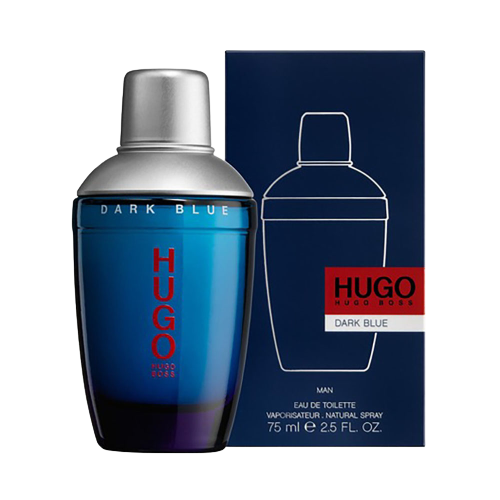 DARK BLUE
HUGO
HUGO
BOSS
HUGO
HUGO BOSS
DARK BLUE
MAN
EAU DE TOILETTE
VAPORISATEUR . NATURAL SPRAY
75 ml e 2.5 FL. OZ.